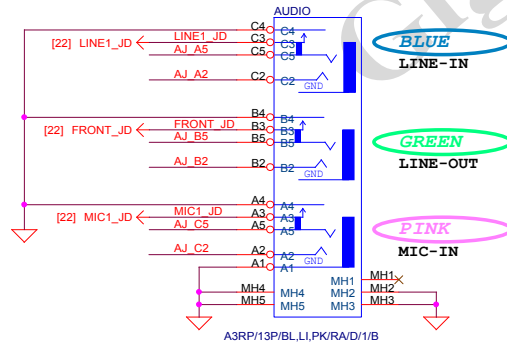 AUDIO
C4 C4
[22] LINE1_JD LINE1_JD C3 C3
AJ_A5 C5 C5
AJ_A2 C2 C2
GND
BLUE
LINE-IN
B4 B4
[22] FRONT_JD FRONT_JD B3 B3
AJ_B5 B5 B5
AJ_B2 B2 B2
GND
GREEN
LINE-OUT
A4 A4
[22] MIC1_JD MIC1_JD A3 A3
AJ_C5 A5 A5
AJ_C2 A2 A2
GND
A1 A1
PINK
MIC-IN
MH1 MH1
MH4 MH4 MH2 MH2
MH5 MH5 MH3 MH3
A3RP/13P/BL,LI,PK/RA/D/1/B